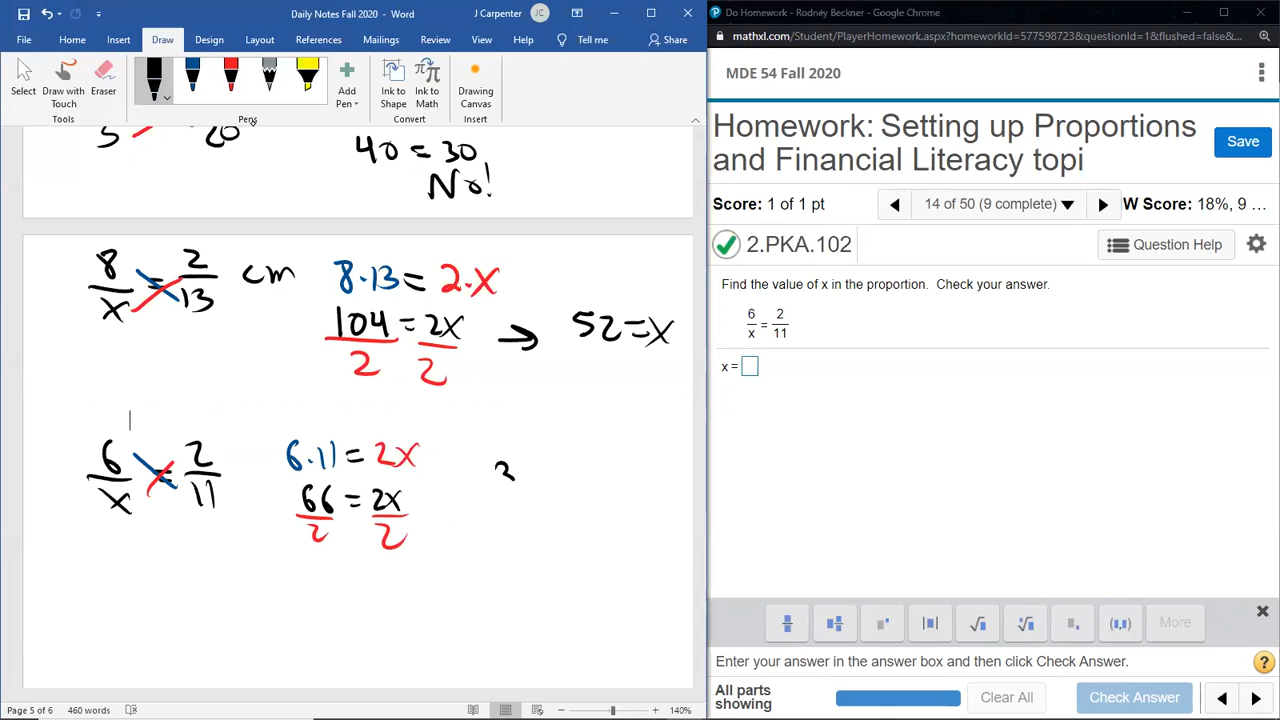 Daily Notes Fall 2020 - Word
J Carpenter
JC
File Home Insert Draw Design Layout References Mailings Review View Help Tell me Share
Select Draw with Touch Eraser Add Pen Ink to Shape Ink to Math Drawing Canvas
Tools Pens Convert Insert
5 20
40 = 30
No!
8/x = 2/13 cm 8·13 = 2·x
104/2 = 2x/2 → 52=x
6/x = 2/11 6·11 = 2x
66/2 = 2x/2
Page 5 of 6 460 words 140%
Do Homework - Rodney Beckner - Google Chrome
mathxl.com/Student/PlayerHomework.aspx?homeworkId=577598723&questionId=1&flushed=false&...
MDE 54 Fall 2020
Homework: Setting up Proportions
and Financial Literacy topi
Save
Score: 1 of 1 pt
14 of 50 (9 complete)
W Score: 18%, 9 ...
2.PKA.102
Question Help
Find the value of x in the proportion. Check your answer.
6/x = 2/11
x =
More
Enter your answer in the answer box and then click Check Answer.
All parts
showing
Clear All
Check Answer